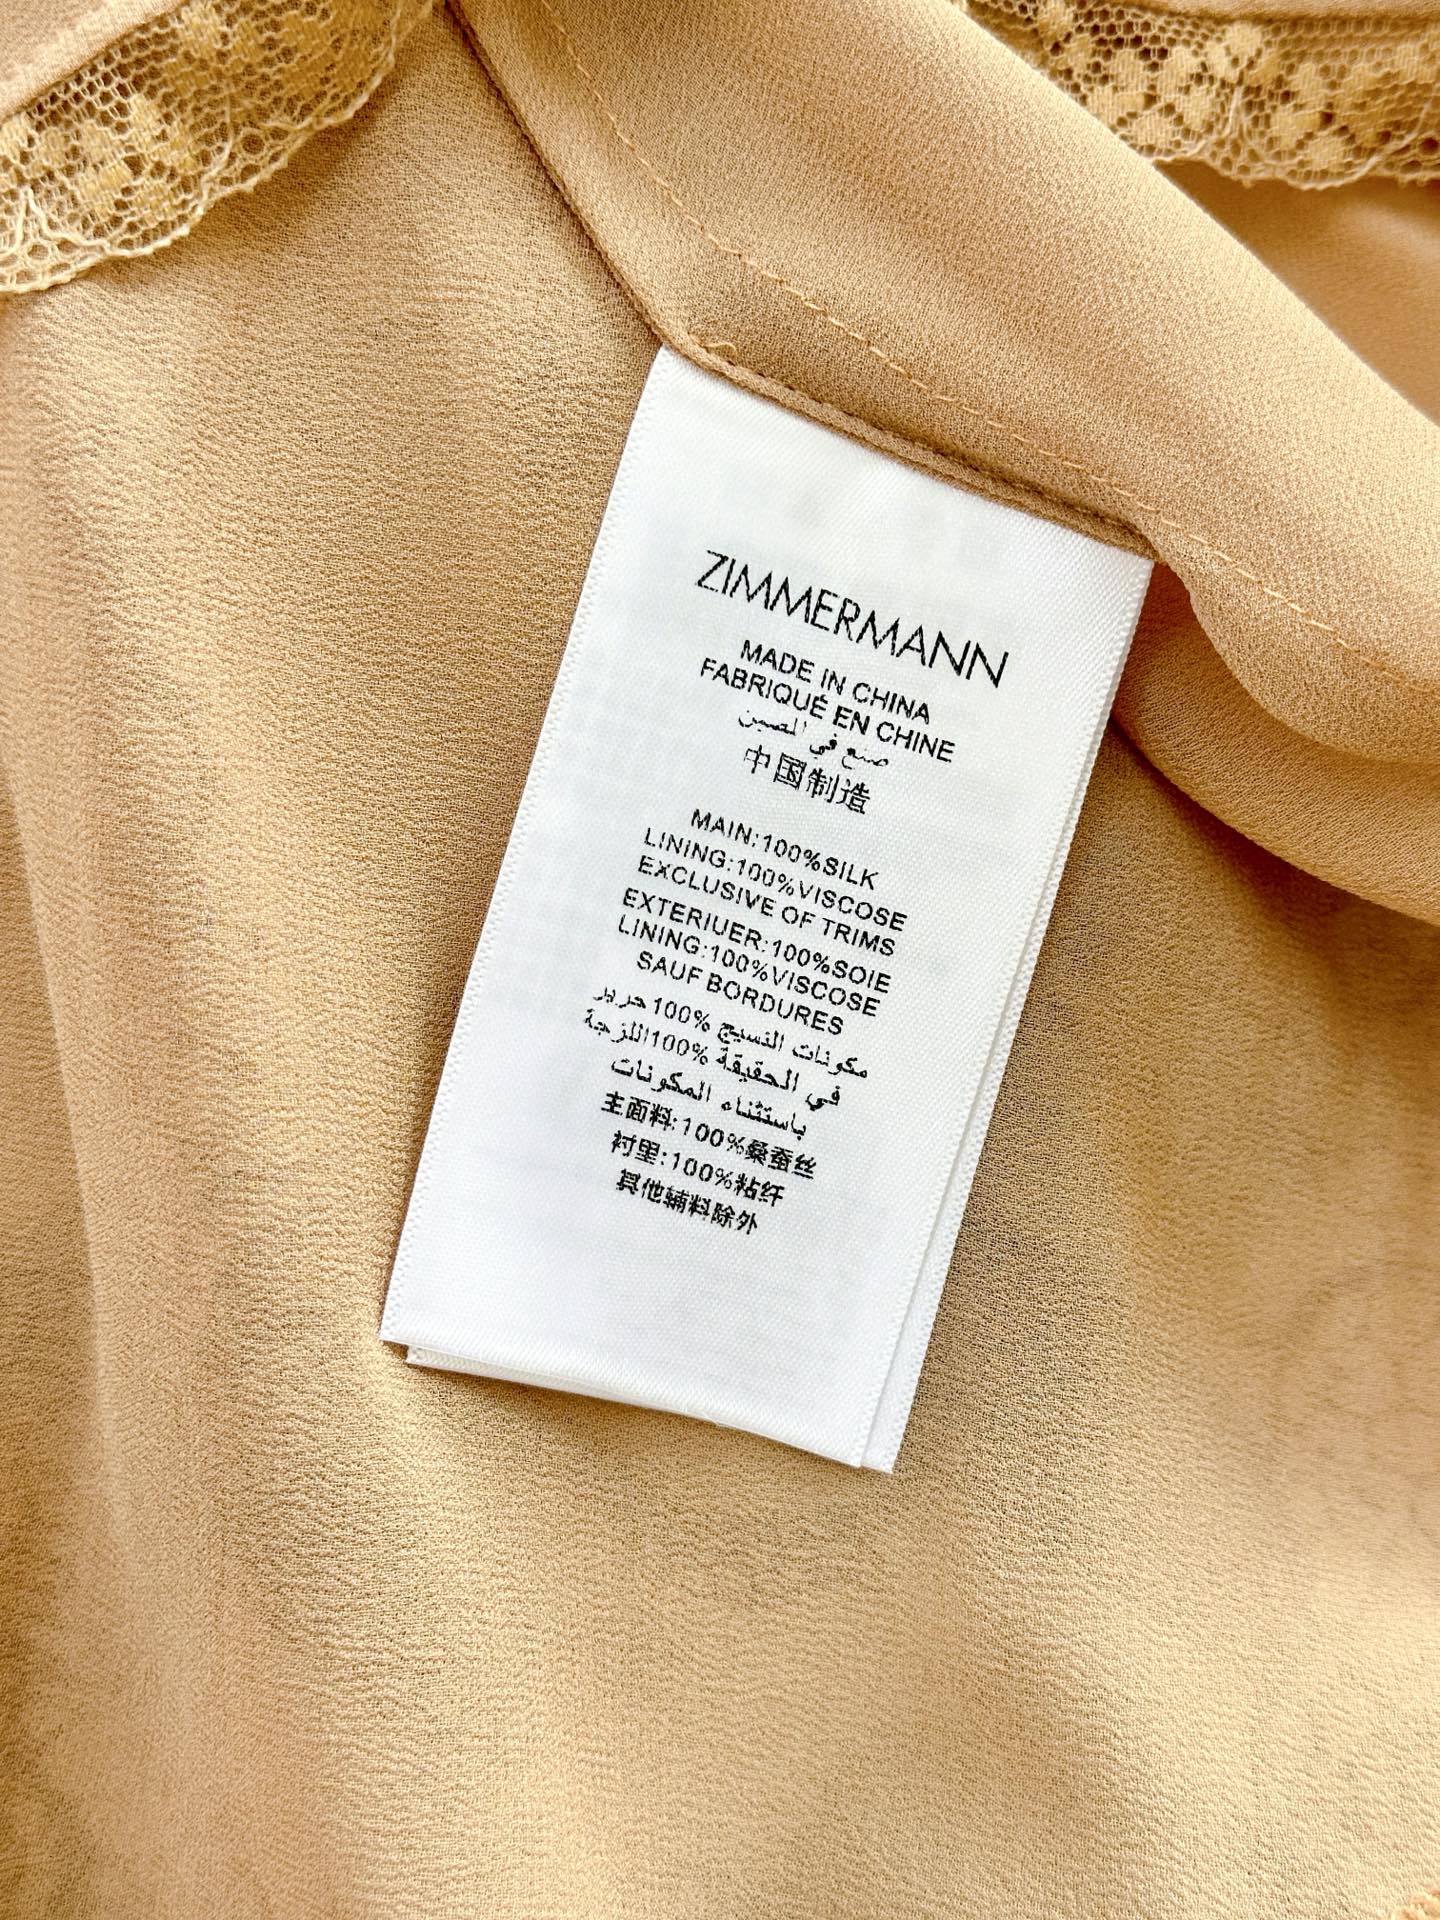 ZIMMERMANN
MADE IN CHINA
FABRIQUÉ EN CHINE
صنع في الصين
中国制造
MAIN:100%SILK
LINING:100%VISCOSE
EXCLUSIVE OF TRIMS
EXTERIUER:100%SOIE
LINING:100%VISCOSE
SAUF BORDURES
مكونات النسيج 100% حرير
في الحقيقة 100% اللزجة
باستثناء المكونات
主面料:100%桑蚕丝
衬里:100%粘纤
其他辅料除外